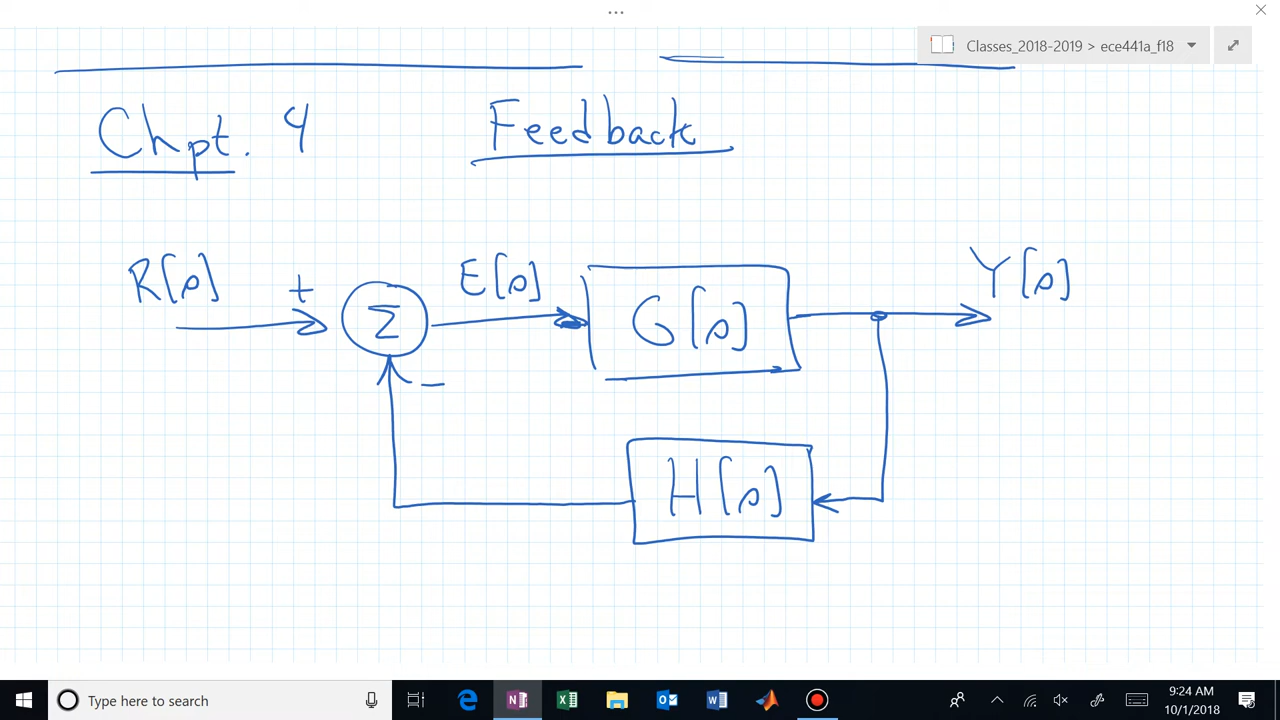 Classes_2018-2019 > ece441a_f18
Chpt. 4 Feedback
R[s] + Σ E[s] G[s] Y[s]
−
H[s]
Type here to search
9:24 AM
10/1/2018